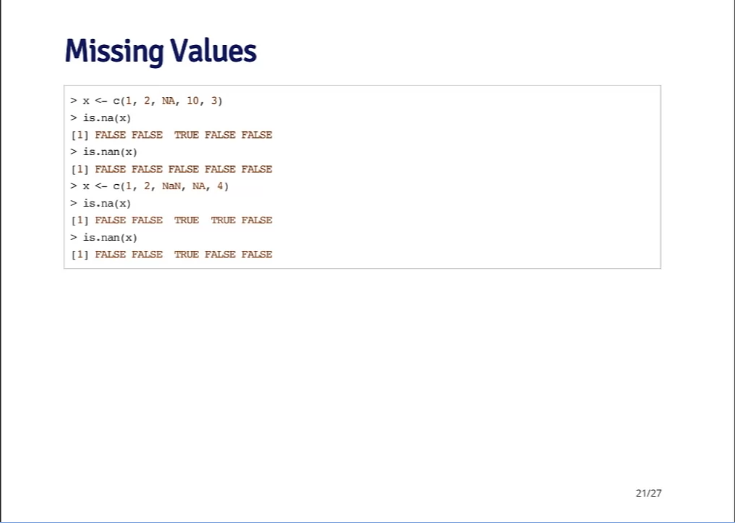 Missing Values
> x <- c(1, 2, NA, 10, 3)
> is.na(x)
[1] FALSE FALSE  TRUE FALSE FALSE
> is.nan(x)
[1] FALSE FALSE FALSE FALSE FALSE
> x <- c(1, 2, NaN, NA, 4)
> is.na(x)
[1] FALSE FALSE  TRUE  TRUE FALSE
> is.nan(x)
[1] FALSE FALSE  TRUE FALSE FALSE
21/27